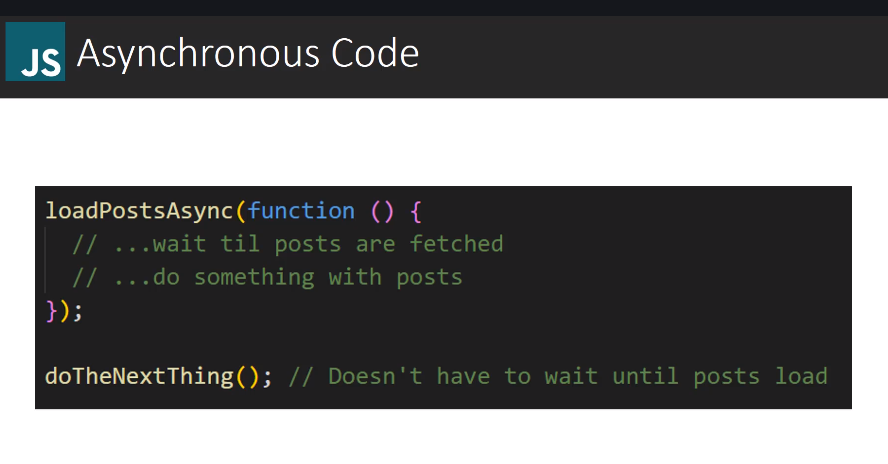 JS Asynchronous Code
loadPostsAsync(function () {
  // ...wait til posts are fetched
  // ...do something with posts
});
doTheNextThing(); // Doesn't have to wait until posts load